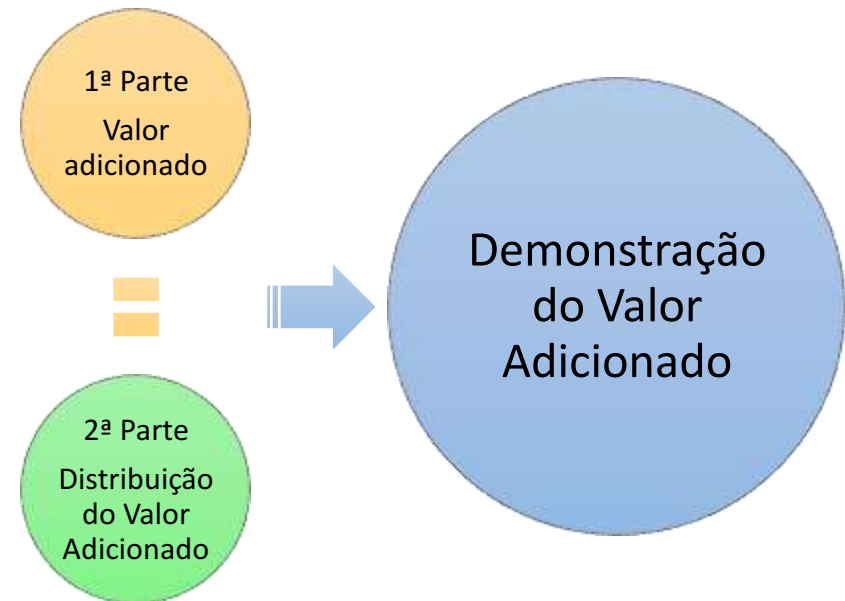 1ª Parte
Valor
adicionado
2ª Parte
Distribuição
do Valor
Adicionado
Demonstração
do Valor
Adicionado